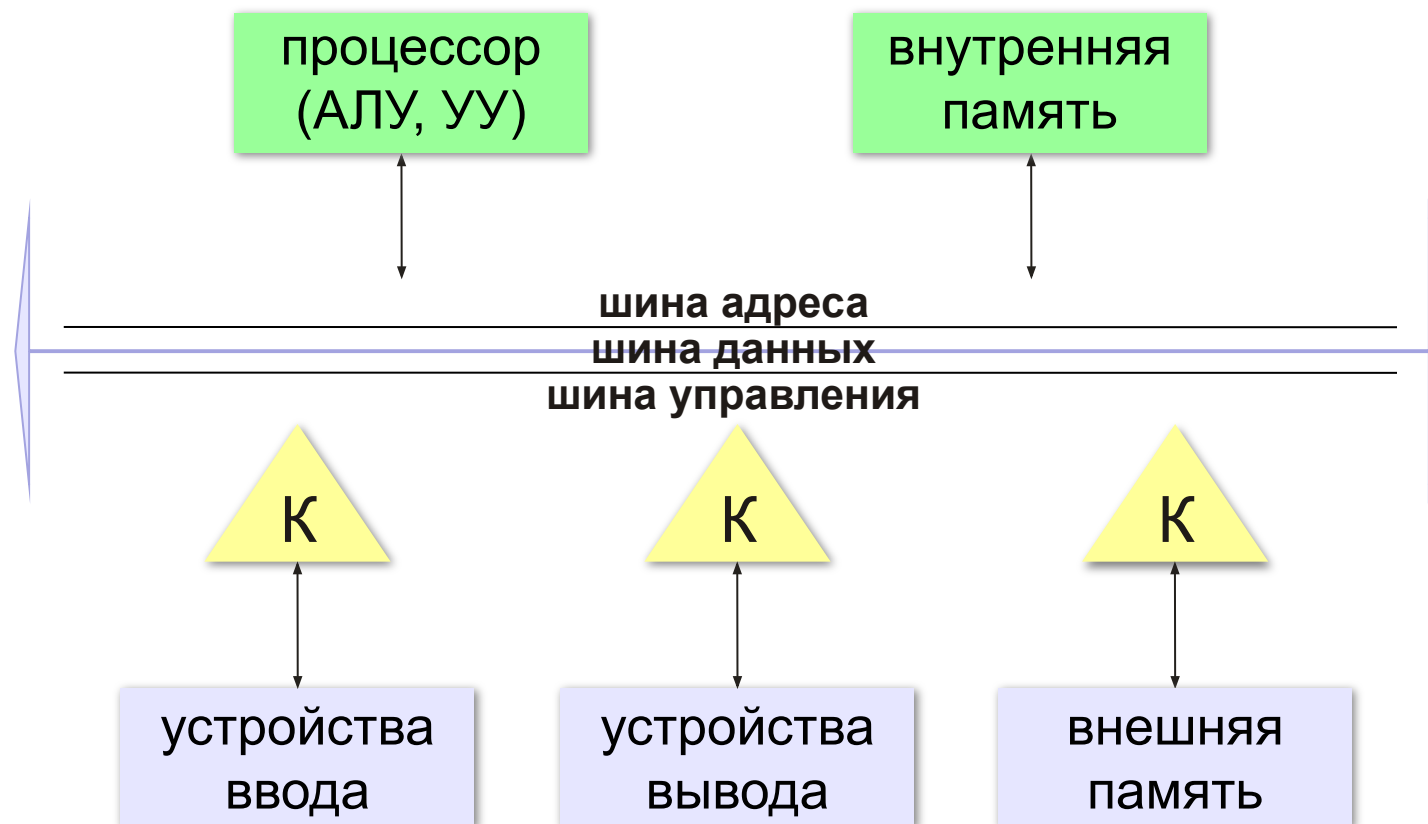 процессор
(АЛУ, УУ)
внутренняя
память
шина адреса
шина данных
шина управления
К
К
К
устройства
ввода
устройства
вывода
внешняя
память